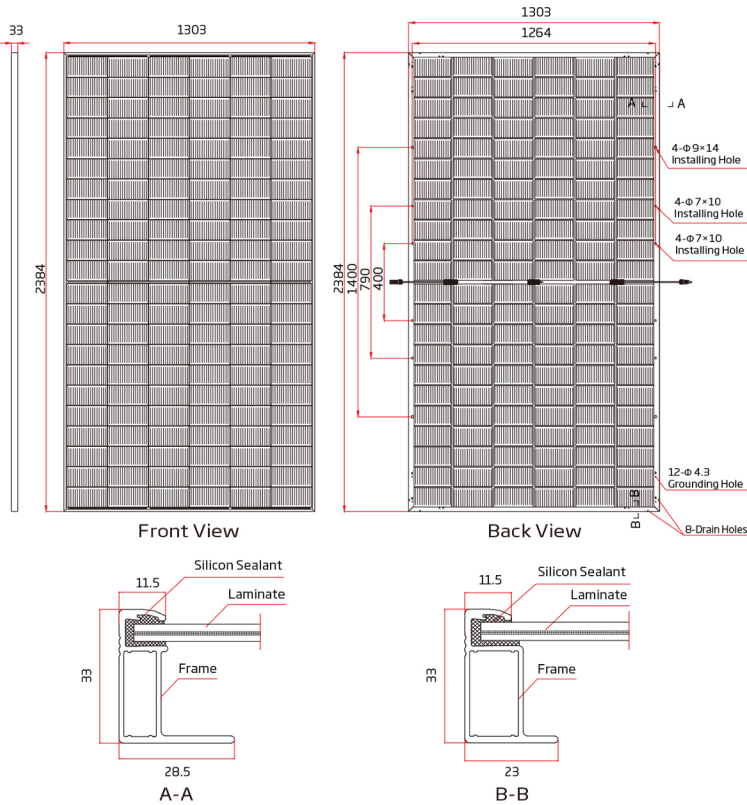 33
1303
2384
Front View
1303
1264
A
A
4-Φ9×14
Installing Hole
4-Φ7×10
Installing Hole
4-Φ7×10
Installing Hole
2384
1400
790
400
12-Φ4.3
Grounding Hole
B
B
8-Drain Holes
Back View
11.5
Silicon Sealant
Laminate
33
Frame
28.5
A-A
11.5
Silicon Sealant
Laminate
33
Frame
23
B-B